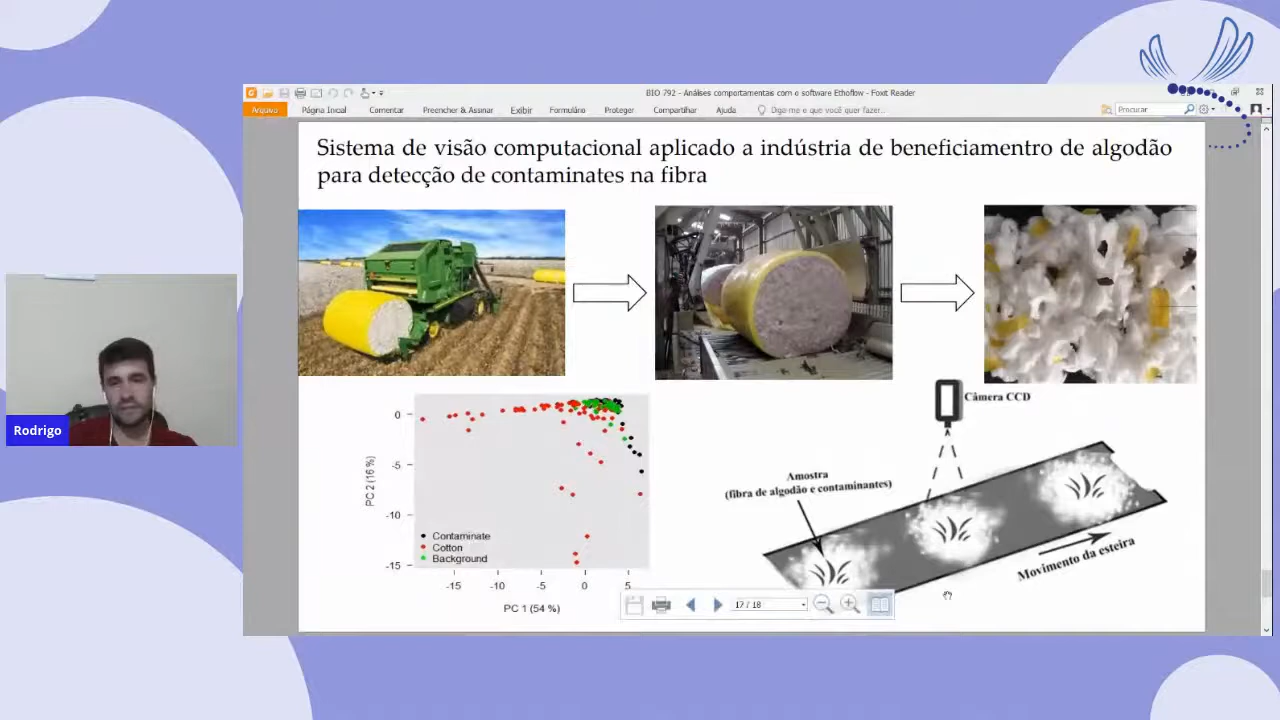 BIO 792 - Análises comportamentais com o software Ethoflow - Foxit Reader
Arquivo Página Inicial Comentar Preencher & Assinar Exibir Formulário Proteger Compartilhar Ajuda Diga-me o que você quer fazer... Procurar
Sistema de visão computacional aplicado a indústria de beneficiamentro de algodão
para detecção de contaminates na fibra
Câmera CCD
Amostra
(fibra de algodão e contaminantes)
Movimento da esteira
0
-5
-10
-15
PC 2 (16 %)
Contaminate
Cotton
Background
-15 -10 -5 0 5
PC 1 (54 %)
17 / 18
Rodrigo